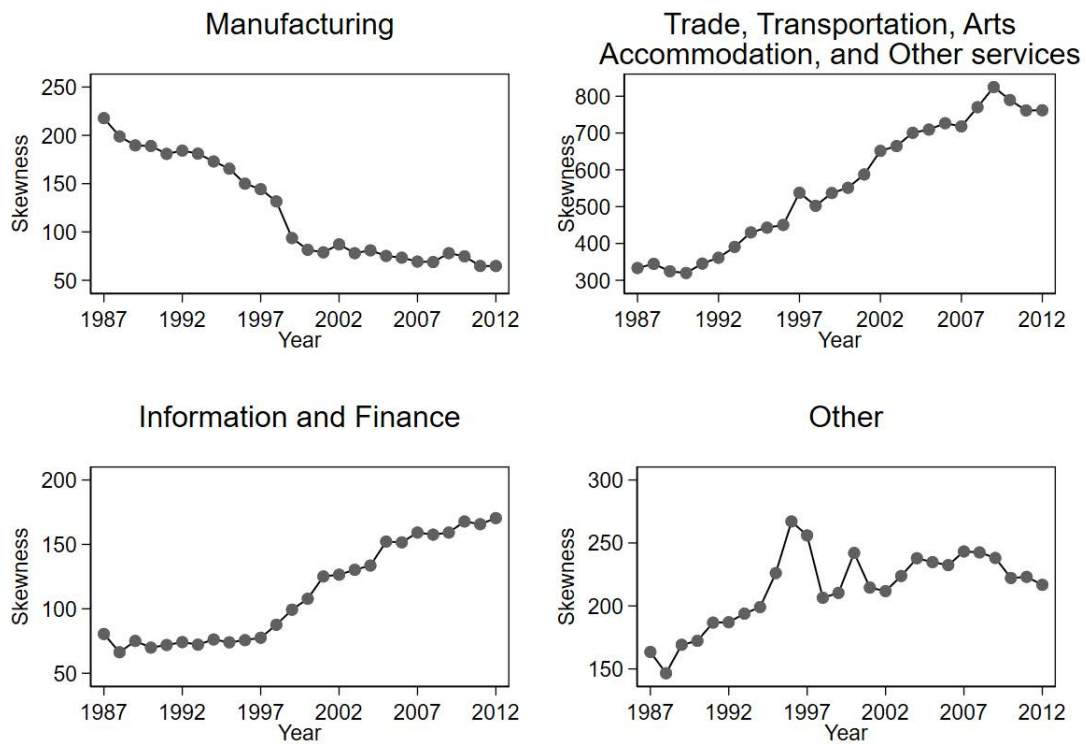 Manufacturing
250
200
150
100
50
Skewness
1987 1992 1997 2002 2007 2012
Year
Trade, Transportation, Arts
Accommodation, and Other services
800
700
600
500
400
300
Skewness
1987 1992 1997 2002 2007 2012
Year
Information and Finance
200
150
100
50
Skewness
1987 1992 1997 2002 2007 2012
Year
Other
300
250
200
150
Skewness
1987 1992 1997 2002 2007 2012
Year